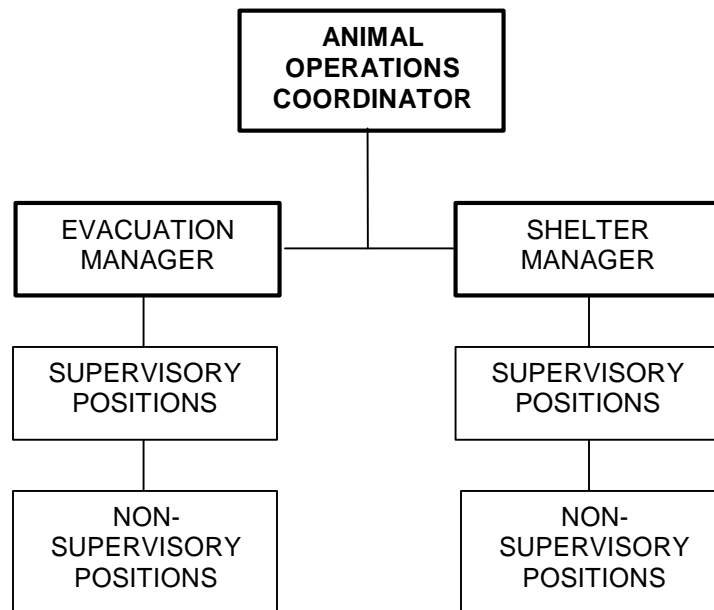 ANIMAL
OPERATIONS
COORDINATOR
EVACUATION
MANAGER
SHELTER
MANAGER
SUPERVISORY
POSITIONS
SUPERVISORY
POSITIONS
NON-
SUPERVISORY
POSITIONS
NON-
SUPERVISORY
POSITIONS